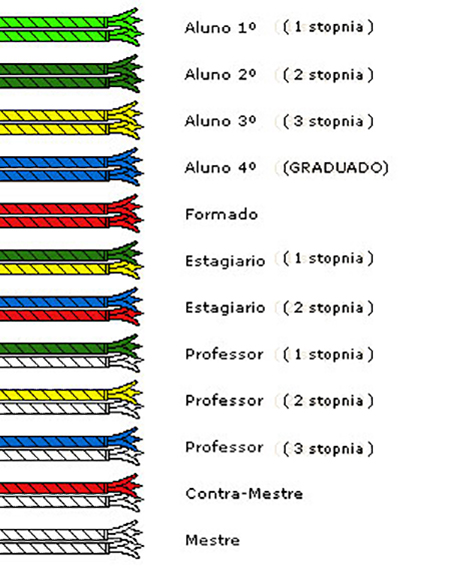 Aluno 1º ( 1 stopnia )
Aluno 2º ( 2 stopnia )
Aluno 3º ( 3 stopnia )
Aluno 4º (GRADUADO)
Formado
Estagiario ( 1 stopnia )
Estagiario ( 2 stopnia )
Professor ( 1 stopnia )
Professor ( 2 stopnia )
Professor ( 3 stopnia )
Contra-Mestre
Mestre